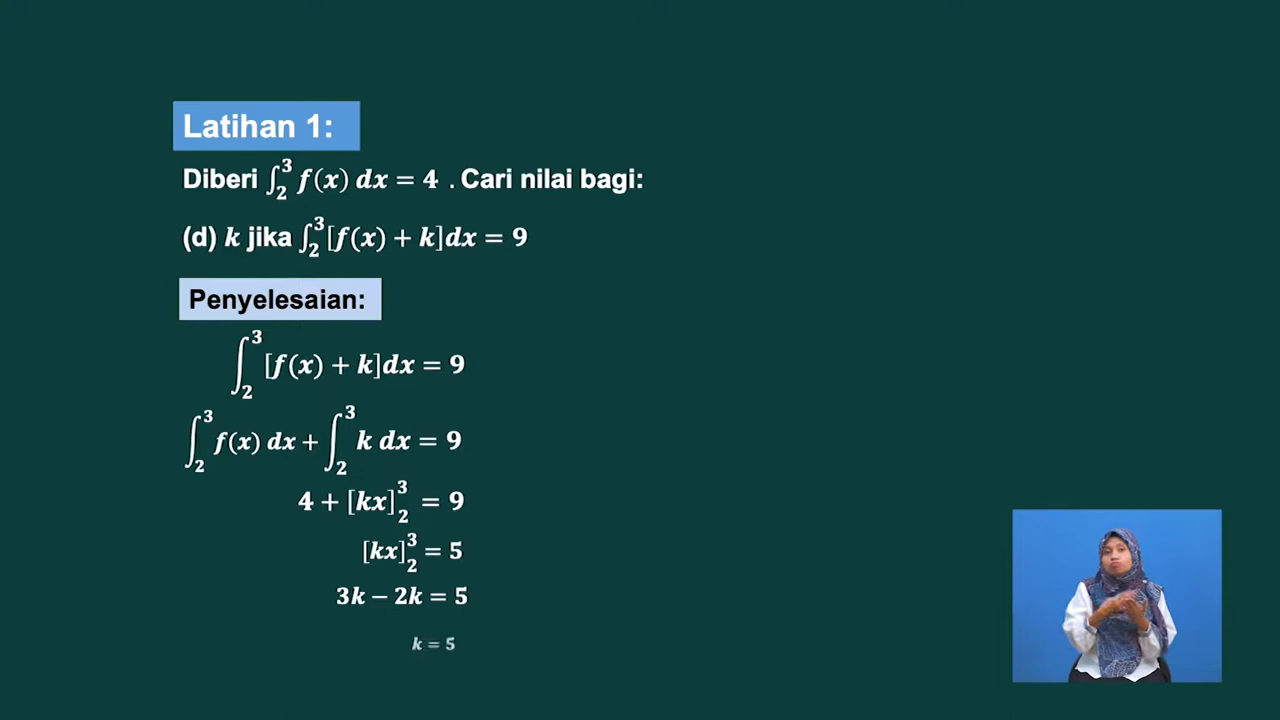 Latihan 1:
Diberi ∫₂³ f(x) dx = 4 . Cari nilai bagi:
(d) k jika ∫₂³ [f(x) + k]dx = 9
Penyelesaian:
∫₂³ [f(x) + k]dx = 9
∫₂³ f(x) dx + ∫₂³ k dx = 9
4 + [kx]₂³ = 9
[kx]₂³ = 5
3k − 2k = 5
k = 5